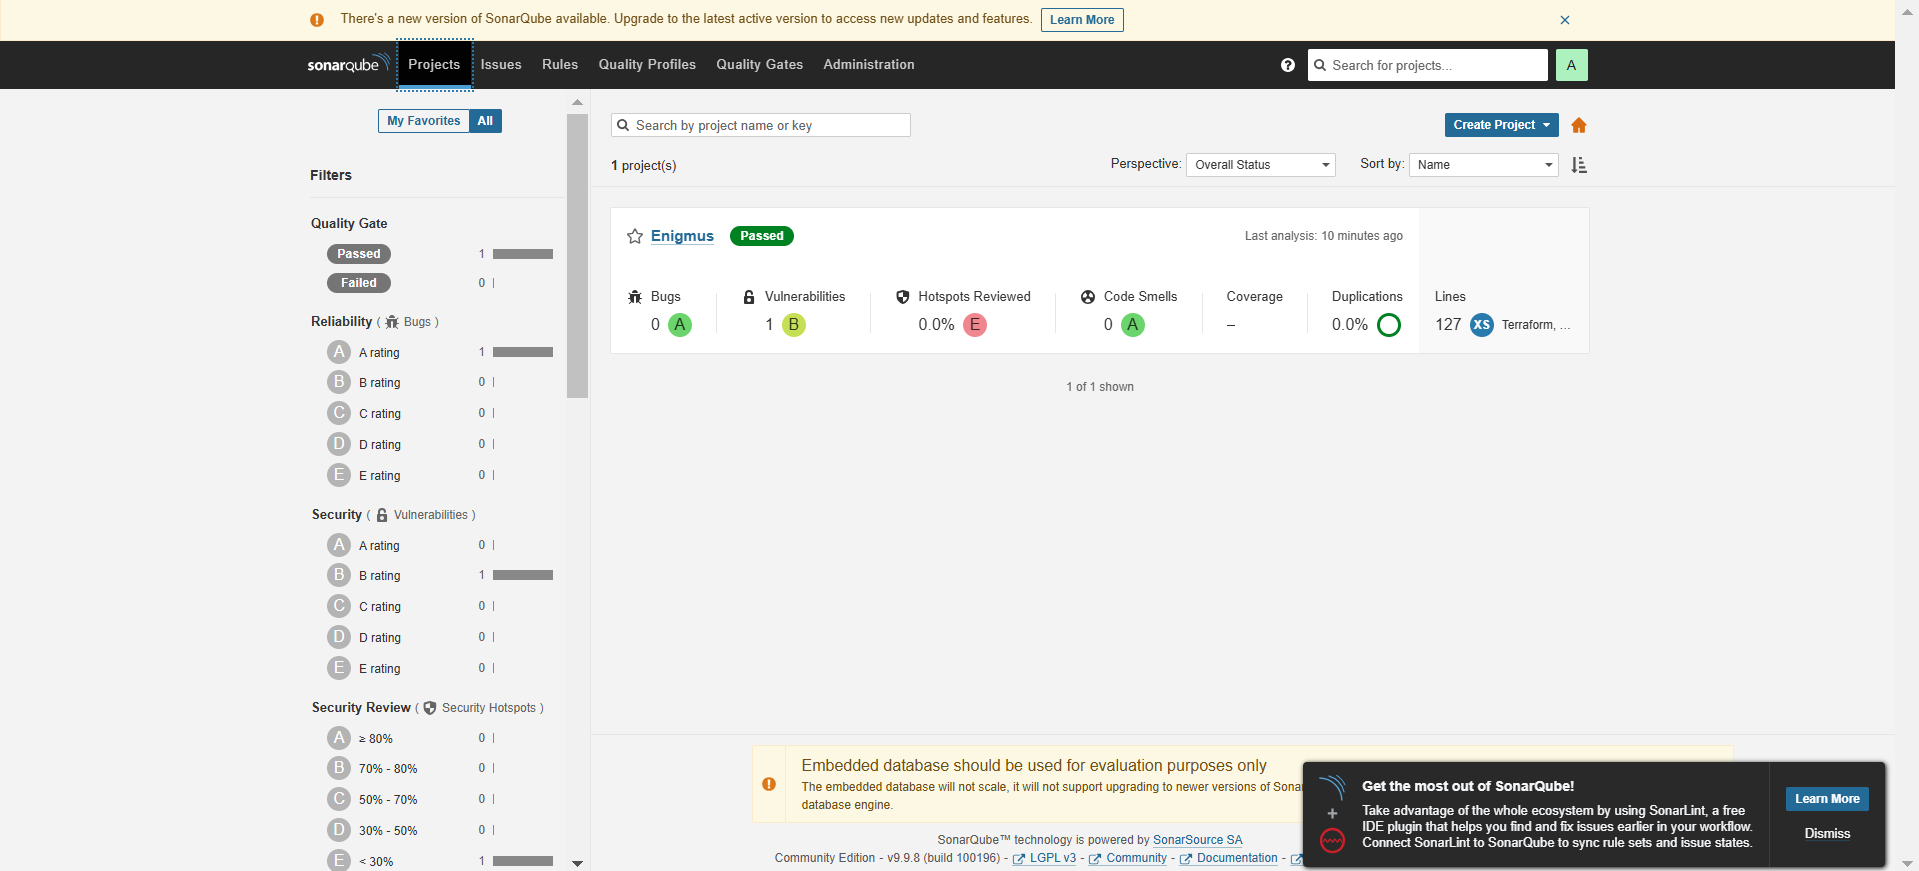 There's a new version of SonarQube available. Upgrade to the latest active version to access new updates and features. Learn More
sonarqube Projects Issues Rules Quality Profiles Quality Gates Administration Search for projects... A
My Favorites All
Search by project name or key
Create Project
1 project(s)
Perspective: Overall Status
Sort by: Name
Filters
Quality Gate
Passed 1
Failed 0
Reliability ( Bugs )
A A rating 1
B B rating 0
C C rating 0
D D rating 0
E E rating 0
Security ( Vulnerabilities )
A A rating 0
B B rating 1
C C rating 0
D D rating 0
E E rating 0
Security Review ( Security Hotspots )
A ≥ 80% 0
B 70% - 80% 0
C 50% - 70% 0
D 30% - 50% 0
E < 30% 1
Enigmus Passed Last analysis: 10 minutes ago
Bugs Vulnerabilities Hotspots Reviewed Code Smells Coverage Duplications Lines
0 A 1 B 0.0% E 0 A – 0.0% 127 XS Terraform, ...
1 of 1 shown
Embedded database should be used for evaluation purposes only
The embedded database will not scale, it will not support upgrading to newer versions of Sonar
database engine.
SonarQube™ technology is powered by SonarSource SA
Community Edition - v9.9.8 (build 100196) - LGPL v3 - Community - Documentation -
Get the most out of SonarQube!
Take advantage of the whole ecosystem by using SonarLint, a free
IDE plugin that helps you find and fix issues earlier in your workflow.
Connect SonarLint to SonarQube to sync rule sets and issue states.
Learn More
Dismiss